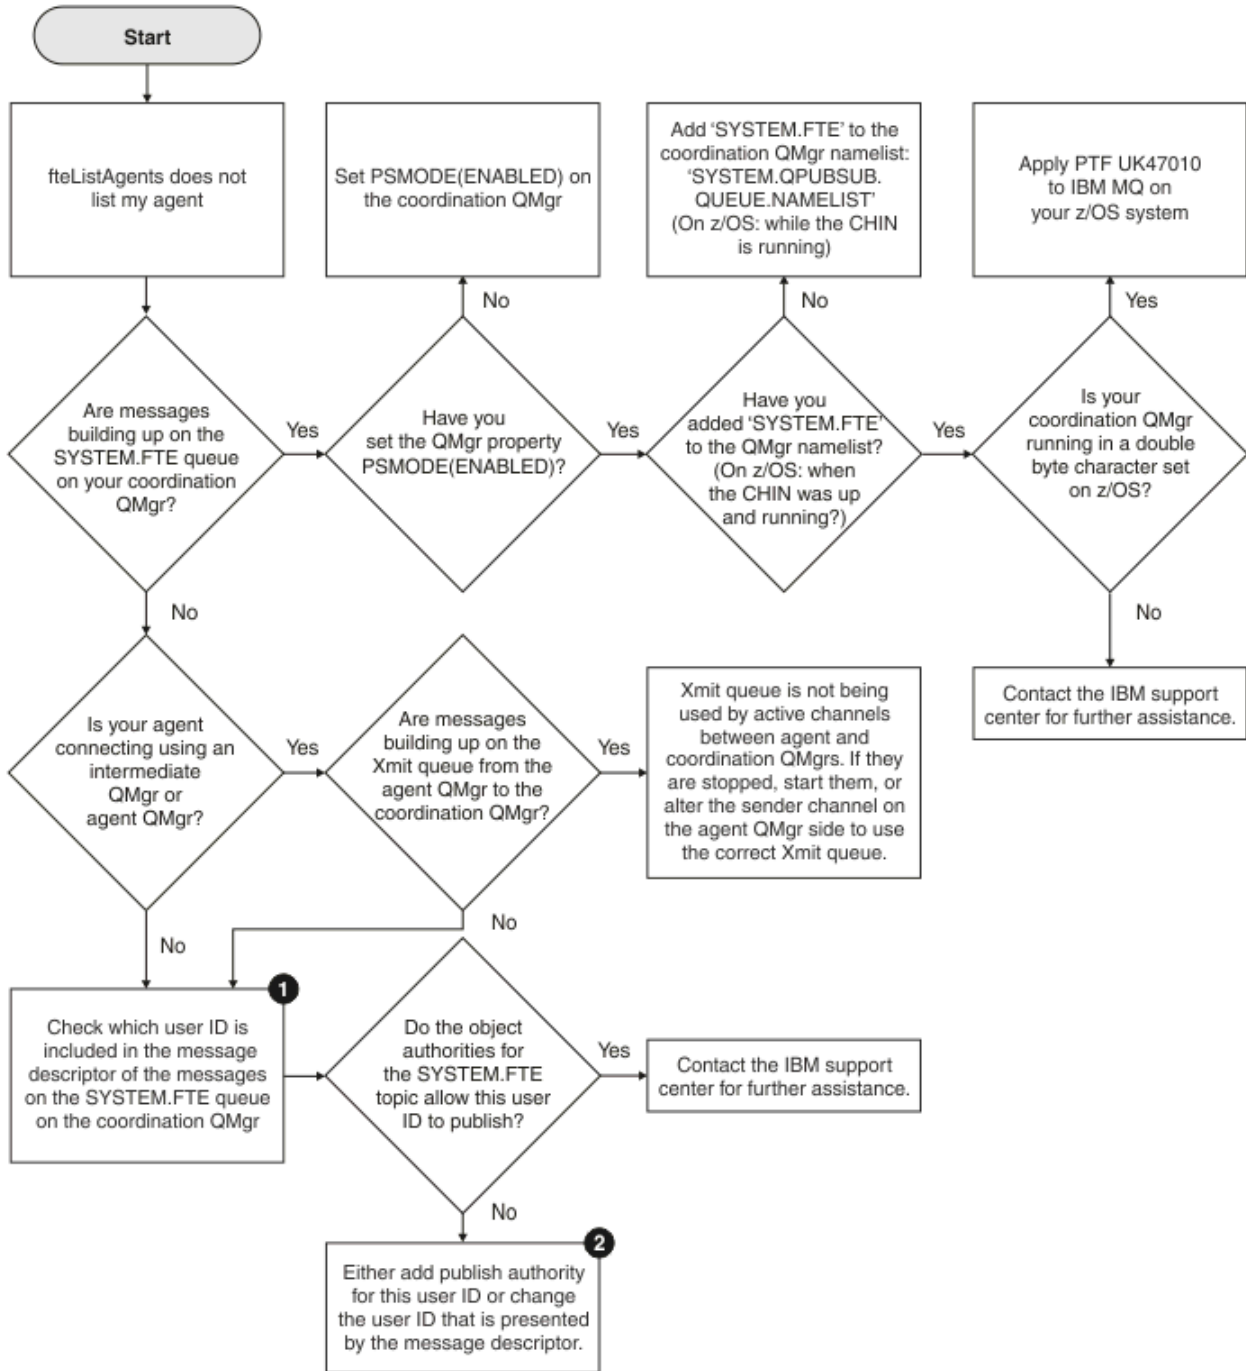 Start
fteListAgents does not
list my agent
Set PSMODE(ENABLED) on
the coordination QMgr
Add ‘SYSTEM.FTE’ to the
coordination QMgr namelist:
‘SYSTEM.QPUBSUB.
QUEUE.NAMELIST’
(On z/OS: while the CHIN
is running)
Apply PTF UK47010
to IBM MQ on
your z/OS system
No
No
Yes
Are messages
building up on the
SYSTEM.FTE queue
on your coordination
QMgr?
Yes
Have you
set the QMgr property
PSMODE(ENABLED)?
Yes
Have you
added ‘SYSTEM.FTE’
to the QMgr namelist?
(On z/OS: when
the CHIN was up
and running?)
Yes
Is your
coordination QMgr
running in a double
byte character set
on z/OS?
No
No
Is your agent
connecting using an
intermediate
QMgr or
agent QMgr?
Yes
Are messages
building up on the
Xmit queue from the
agent QMgr to the
coordination QMgr?
Yes
Xmit queue is not being
used by active channels
between agent and
coordination QMgrs. If they
are stopped, start them, or
alter the sender channel on
the agent QMgr side to use
the correct Xmit queue.
Contact the IBM support
center for further assistance.
No
No
1
Check which user ID is
included in the message
descriptor of the messages
on the SYSTEM.FTE queue
on the coordination QMgr
Do the object
authorities for
the SYSTEM.FTE
topic allow this user
ID to publish?
Yes
Contact the IBM support
center for further assistance.
No
2
Either add publish authority
for this user ID or change
the user ID that is presented
by the message descriptor.